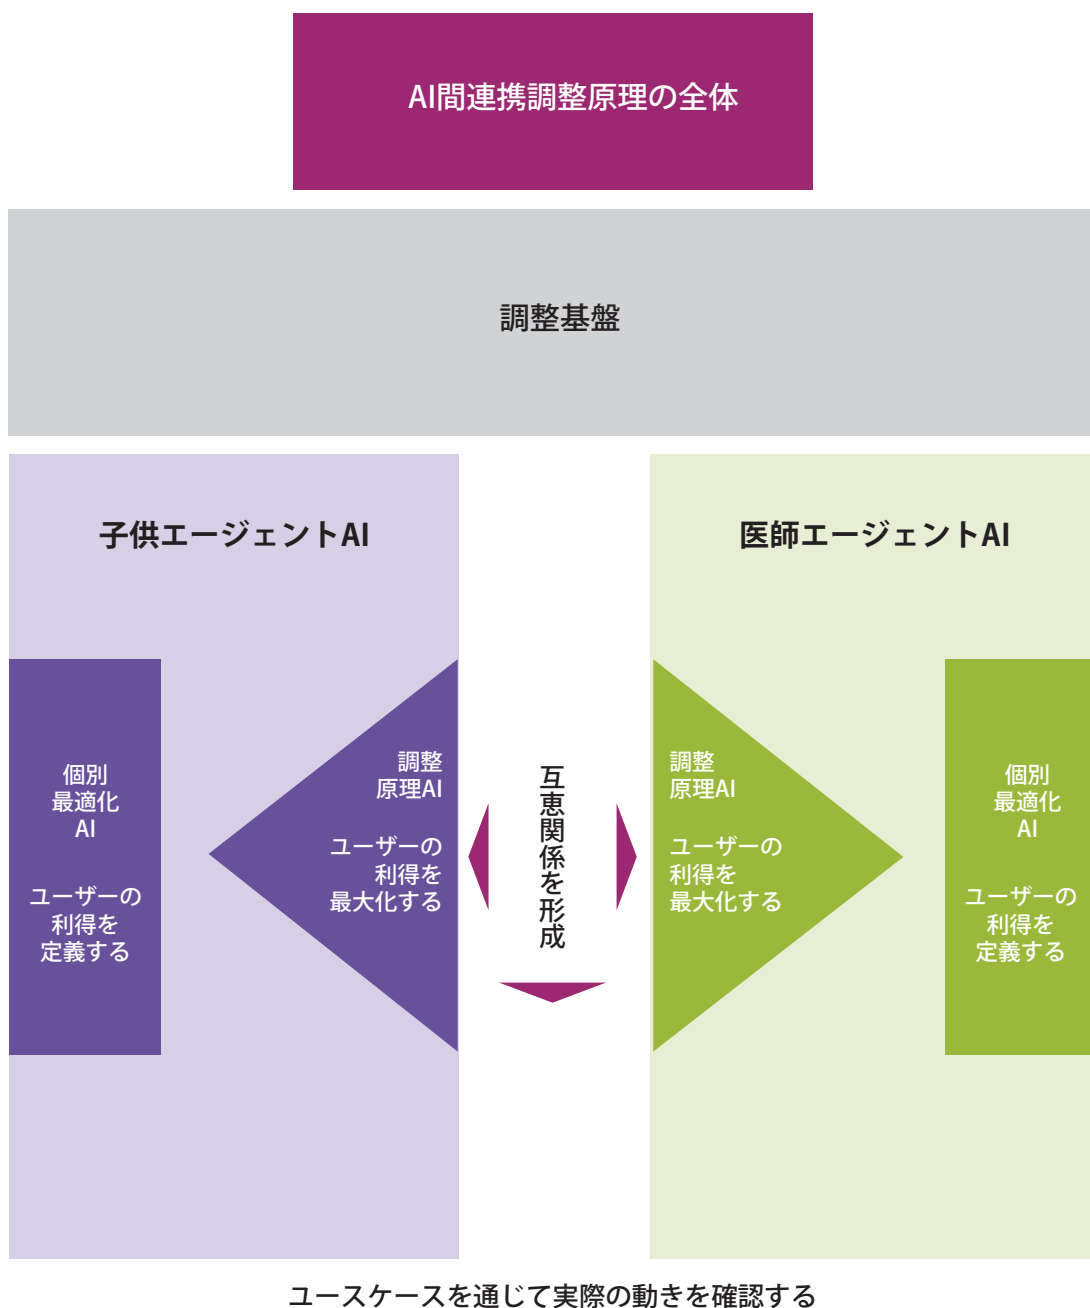 AI間連携調整原理の全体
調整基盤
子供エージェントAI
個別
最適化
AI
ユーザーの
利得を
定義する
調整
原理AI
ユーザーの
利得を
最大化する
互恵関係を形成
医師エージェントAI
調整
原理AI
ユーザーの
利得を
最大化する
個別
最適化
AI
ユーザーの
利得を
定義する
ユースケースを通じて実際の動きを確認する